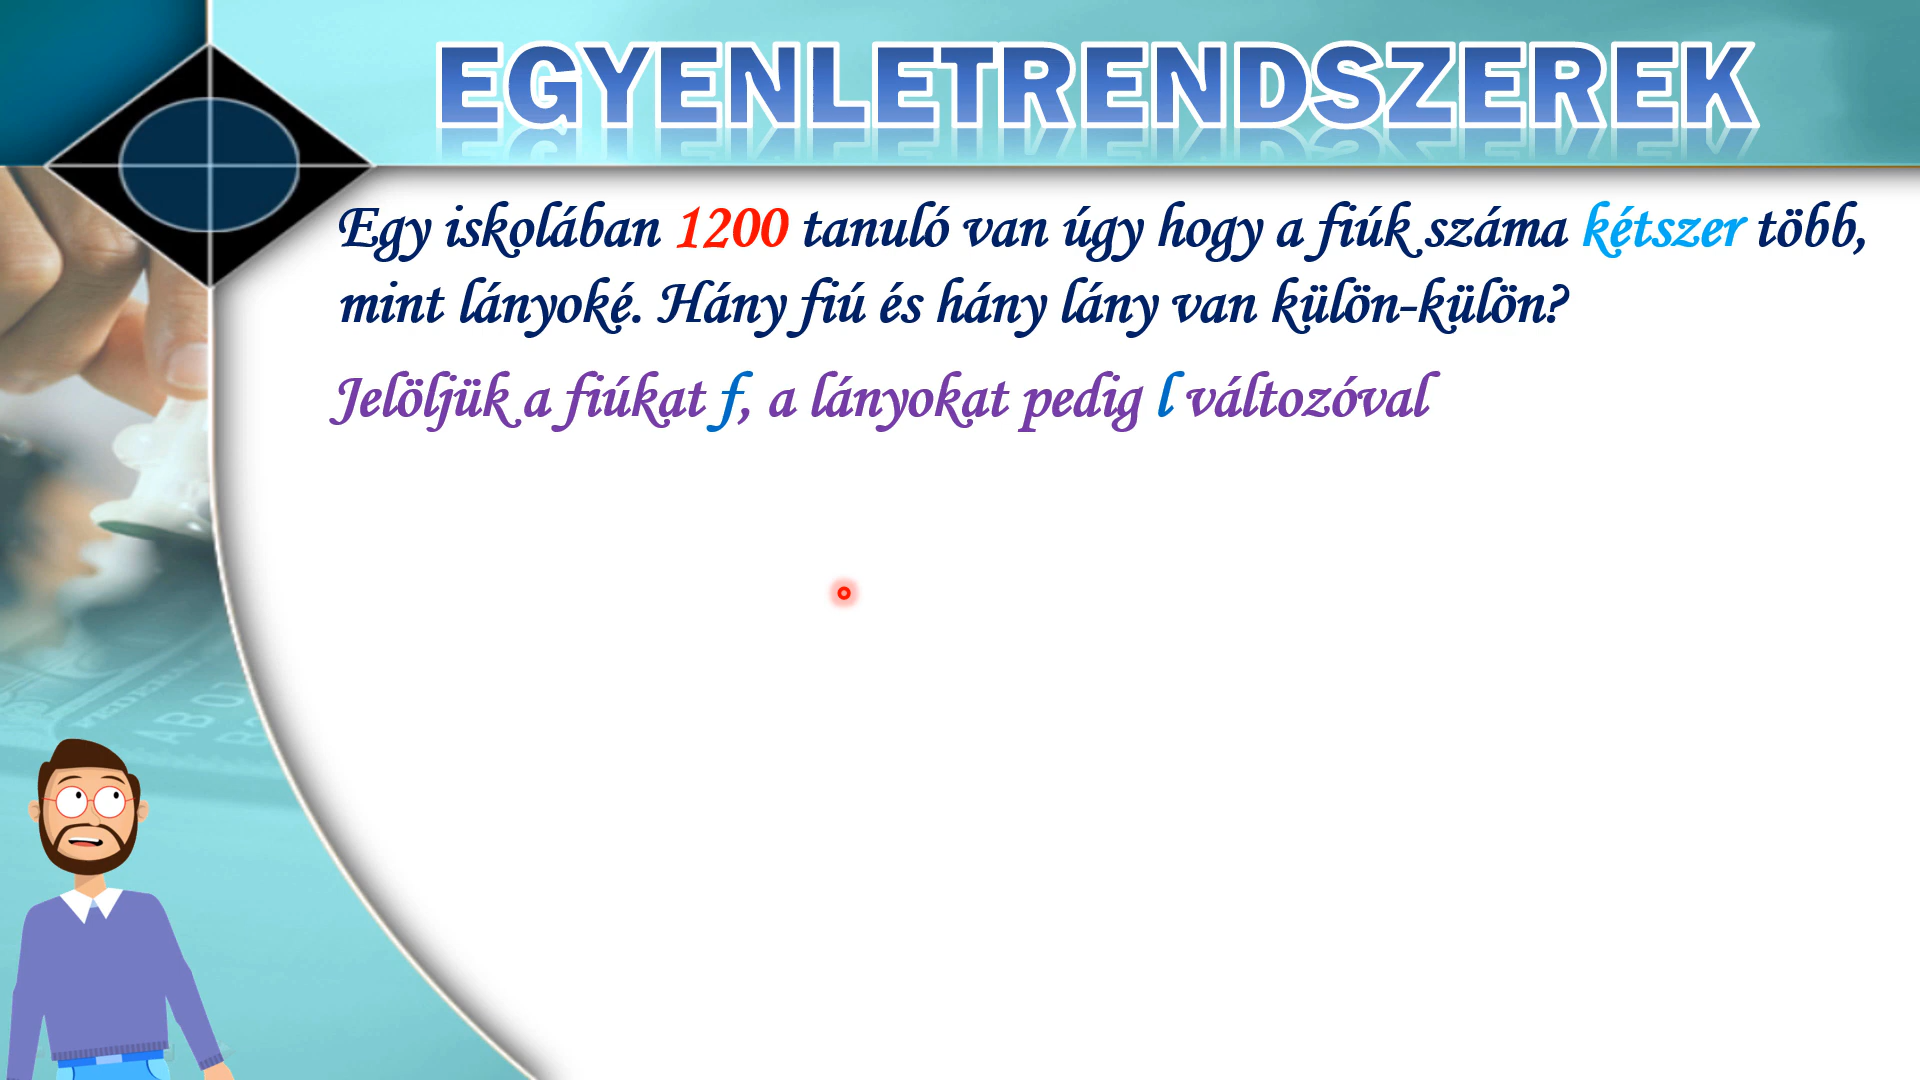 EGYENLETRENDSZEREK
Egy iskolában 1200 tanuló van úgy hogy a fiúk száma kétszer több,
mint lányoké. Hány fiú és hány lány van külön-külön?
Jelöljük a fiúkat f, a lányokat pedig l változóval